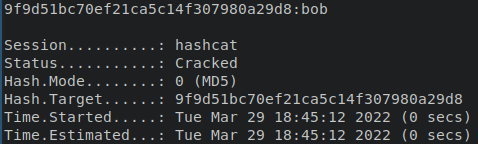 9f9d51bc70ef21ca5c14f307980a29d8:bob
Session..........: hashcat
Status...........: Cracked
Hash.Mode........: 0 (MD5)
Hash.Target......: 9f9d51bc70ef21ca5c14f307980a29d8
Time.Started.....: Tue Mar 29 18:45:12 2022 (0 secs)
Time.Estimated...: Tue Mar 29 18:45:12 2022 (0 secs)